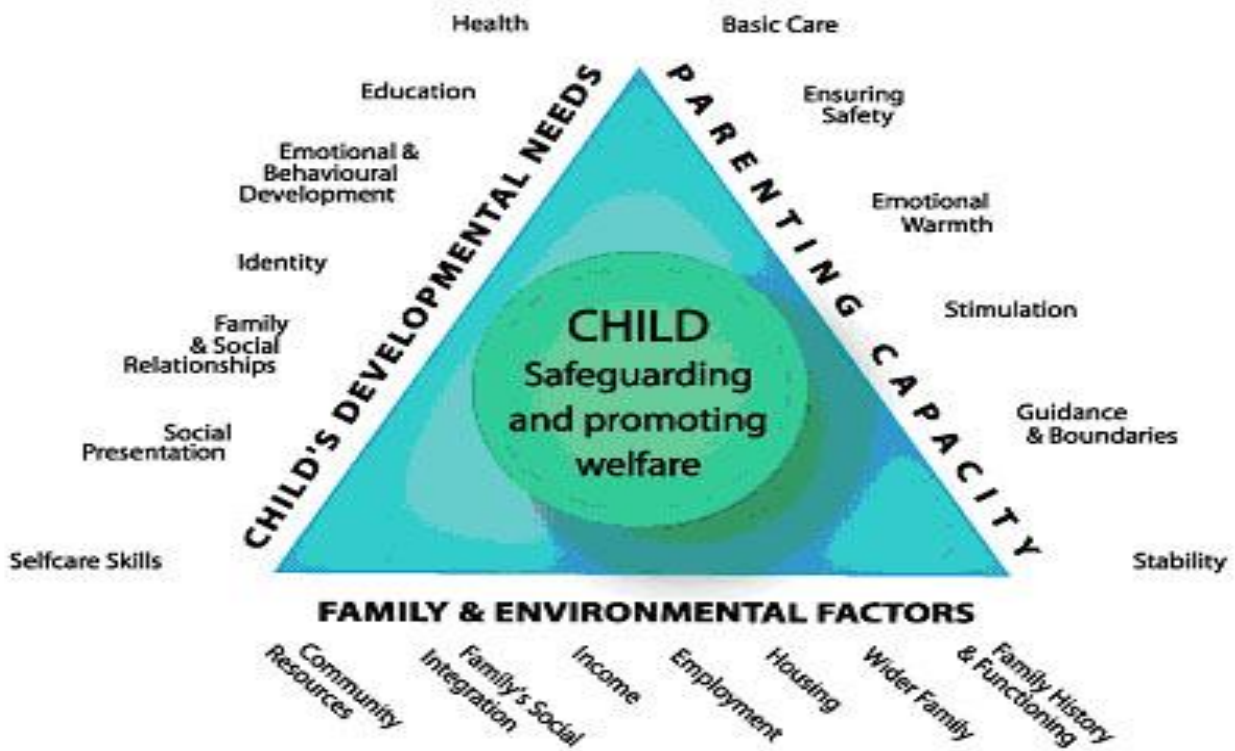 Health
Education
Emotional &
Behavioural
Development
Identity
Family
& Social
Relationships
Social
Presentation
Selfcare Skills
CHILD'S DEVELOPMENTAL NEEDS
CHILD
Safeguarding
and promoting
welfare
PARENTING CAPACITY
Basic Care
Ensuring
Safety
Emotional
Warmth
Stimulation
Guidance
& Boundaries
Stability
FAMILY & ENVIRONMENTAL FACTORS
Community
Resources
Family's Social
Integration
Income
Employment
Housing
Wider Family
Family History
& Functioning